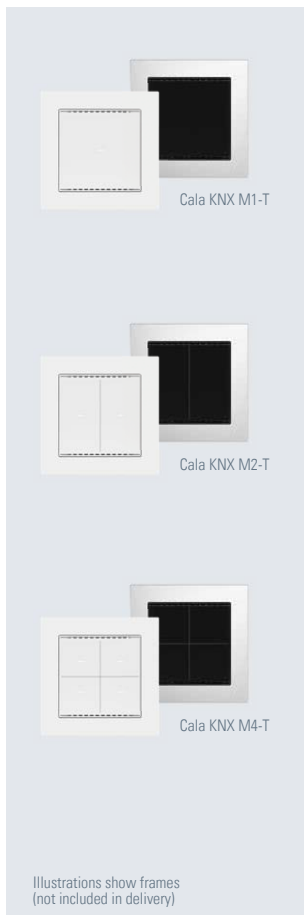 Cala KNX M1-T
Cala KNX M2-T
Cala KNX M4-T
Illustrations show frames
(not included in delivery)